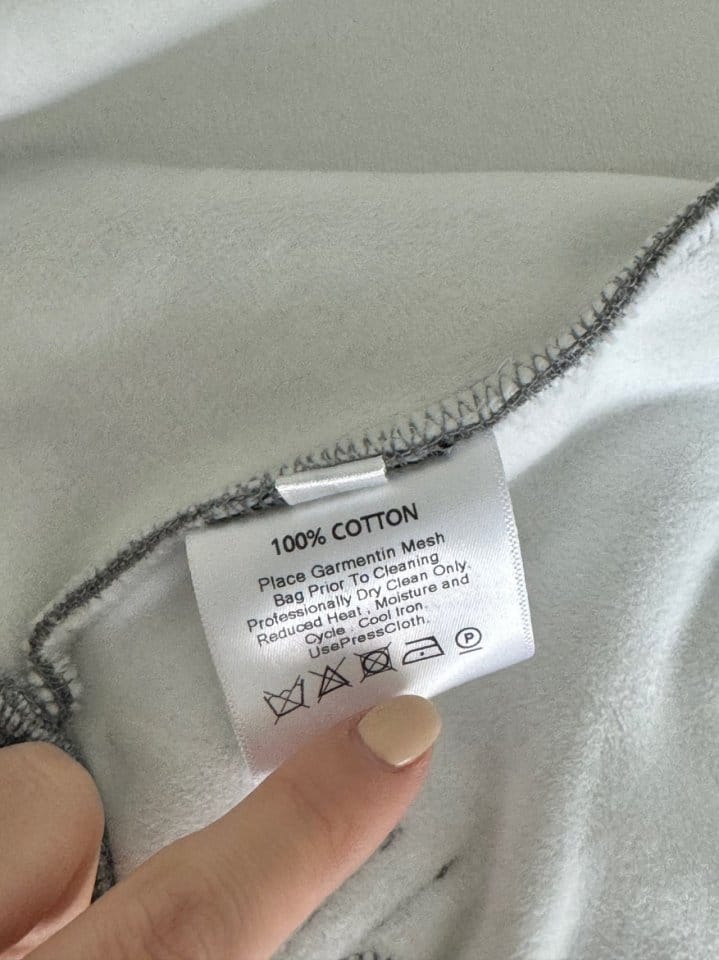 100% COTTON
Place Garmentin Mesh
Bag Prior To Cleaning
Professionally Dry Clean Only.
Reduced Heat , Moisture and
Cycle . Cool Iron.
UsePressCloth.
P